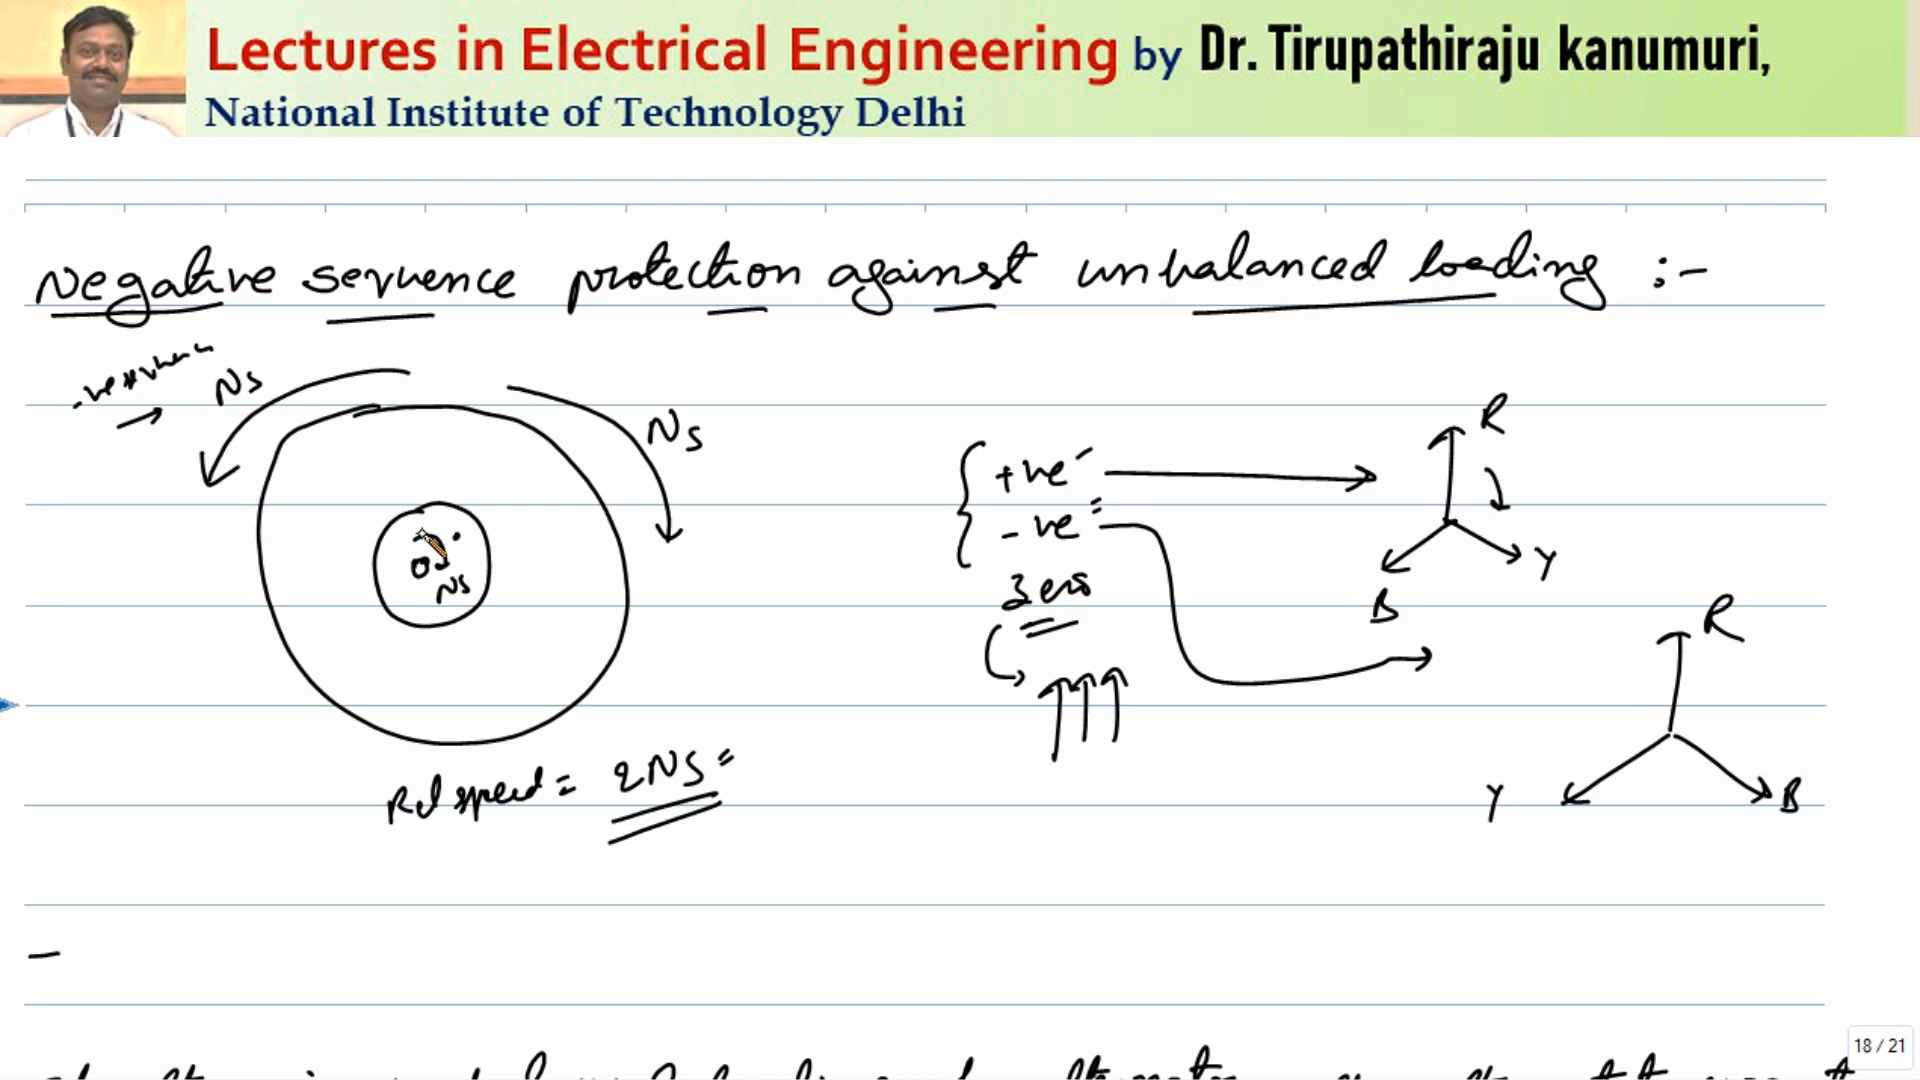 Lectures in Electrical Engineering by Dr. Tirupathiraju kanumuri,
National Institute of Technology Delhi
Negative sequence protection against unbalanced loading :-
Ns
Ns
Ns
Rel speed = 2Ns
+ve
-ve
Zero
R
Y
B
R
Y
B
18 / 21